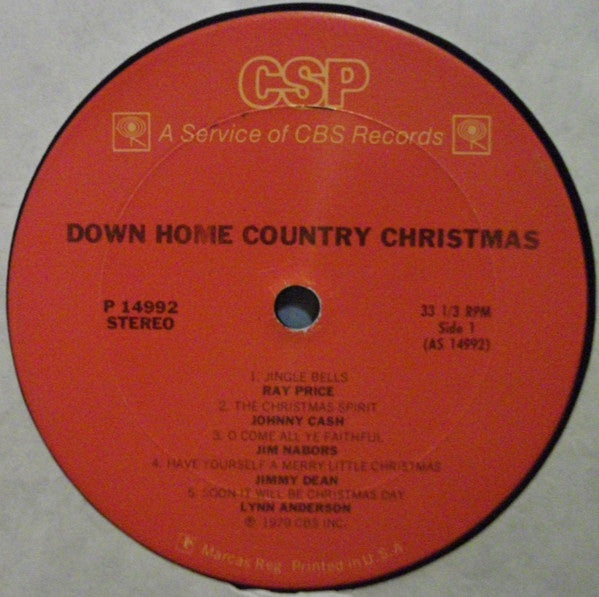 CSP
A Service of CBS Records
DOWN HOME COUNTRY CHRISTMAS
P 14992
STEREO
33 1/3 RPM
Side 1
(AS 14992)
1. JINGLE BELLS
RAY PRICE
2. THE CHRISTMAS SPIRIT
JOHNNY CASH
3. O COME ALL YE FAITHFUL
JIM NABORS
4. HAVE YOURSELF A MERRY LITTLE CHRISTMAS
JIMMY DEAN
5. SOON IT WILL BE CHRISTMAS DAY
LYNN ANDERSON
℗ 1979 CBS INC.
Marcas Reg. Printed in U.S.A